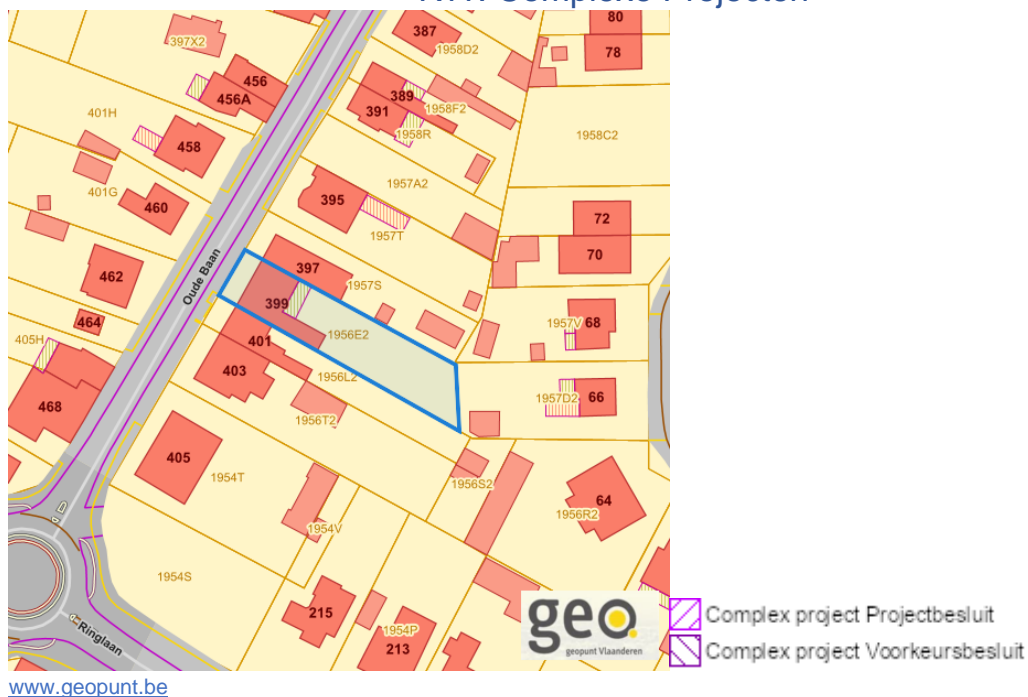 397X2
387
1958D2
80
78
456
456A
389
1958F2
391
1958R
401H
458
1958C2
1957A2
401G
460
395
72
1957T
70
462
Oude Baan
397
1957S
399
464
1957V
68
1956E2
405H
401
403
1956L2
468
1957D2
66
1956T2
405
1954T
1956S2
64
1956R2
1954V
1954S
215
1954P
213
Ringlaan
geo.
geopunt Vlaanderen
Complex project Projectbesluit
Complex project Voorkeursbesluit
www.geopunt.be